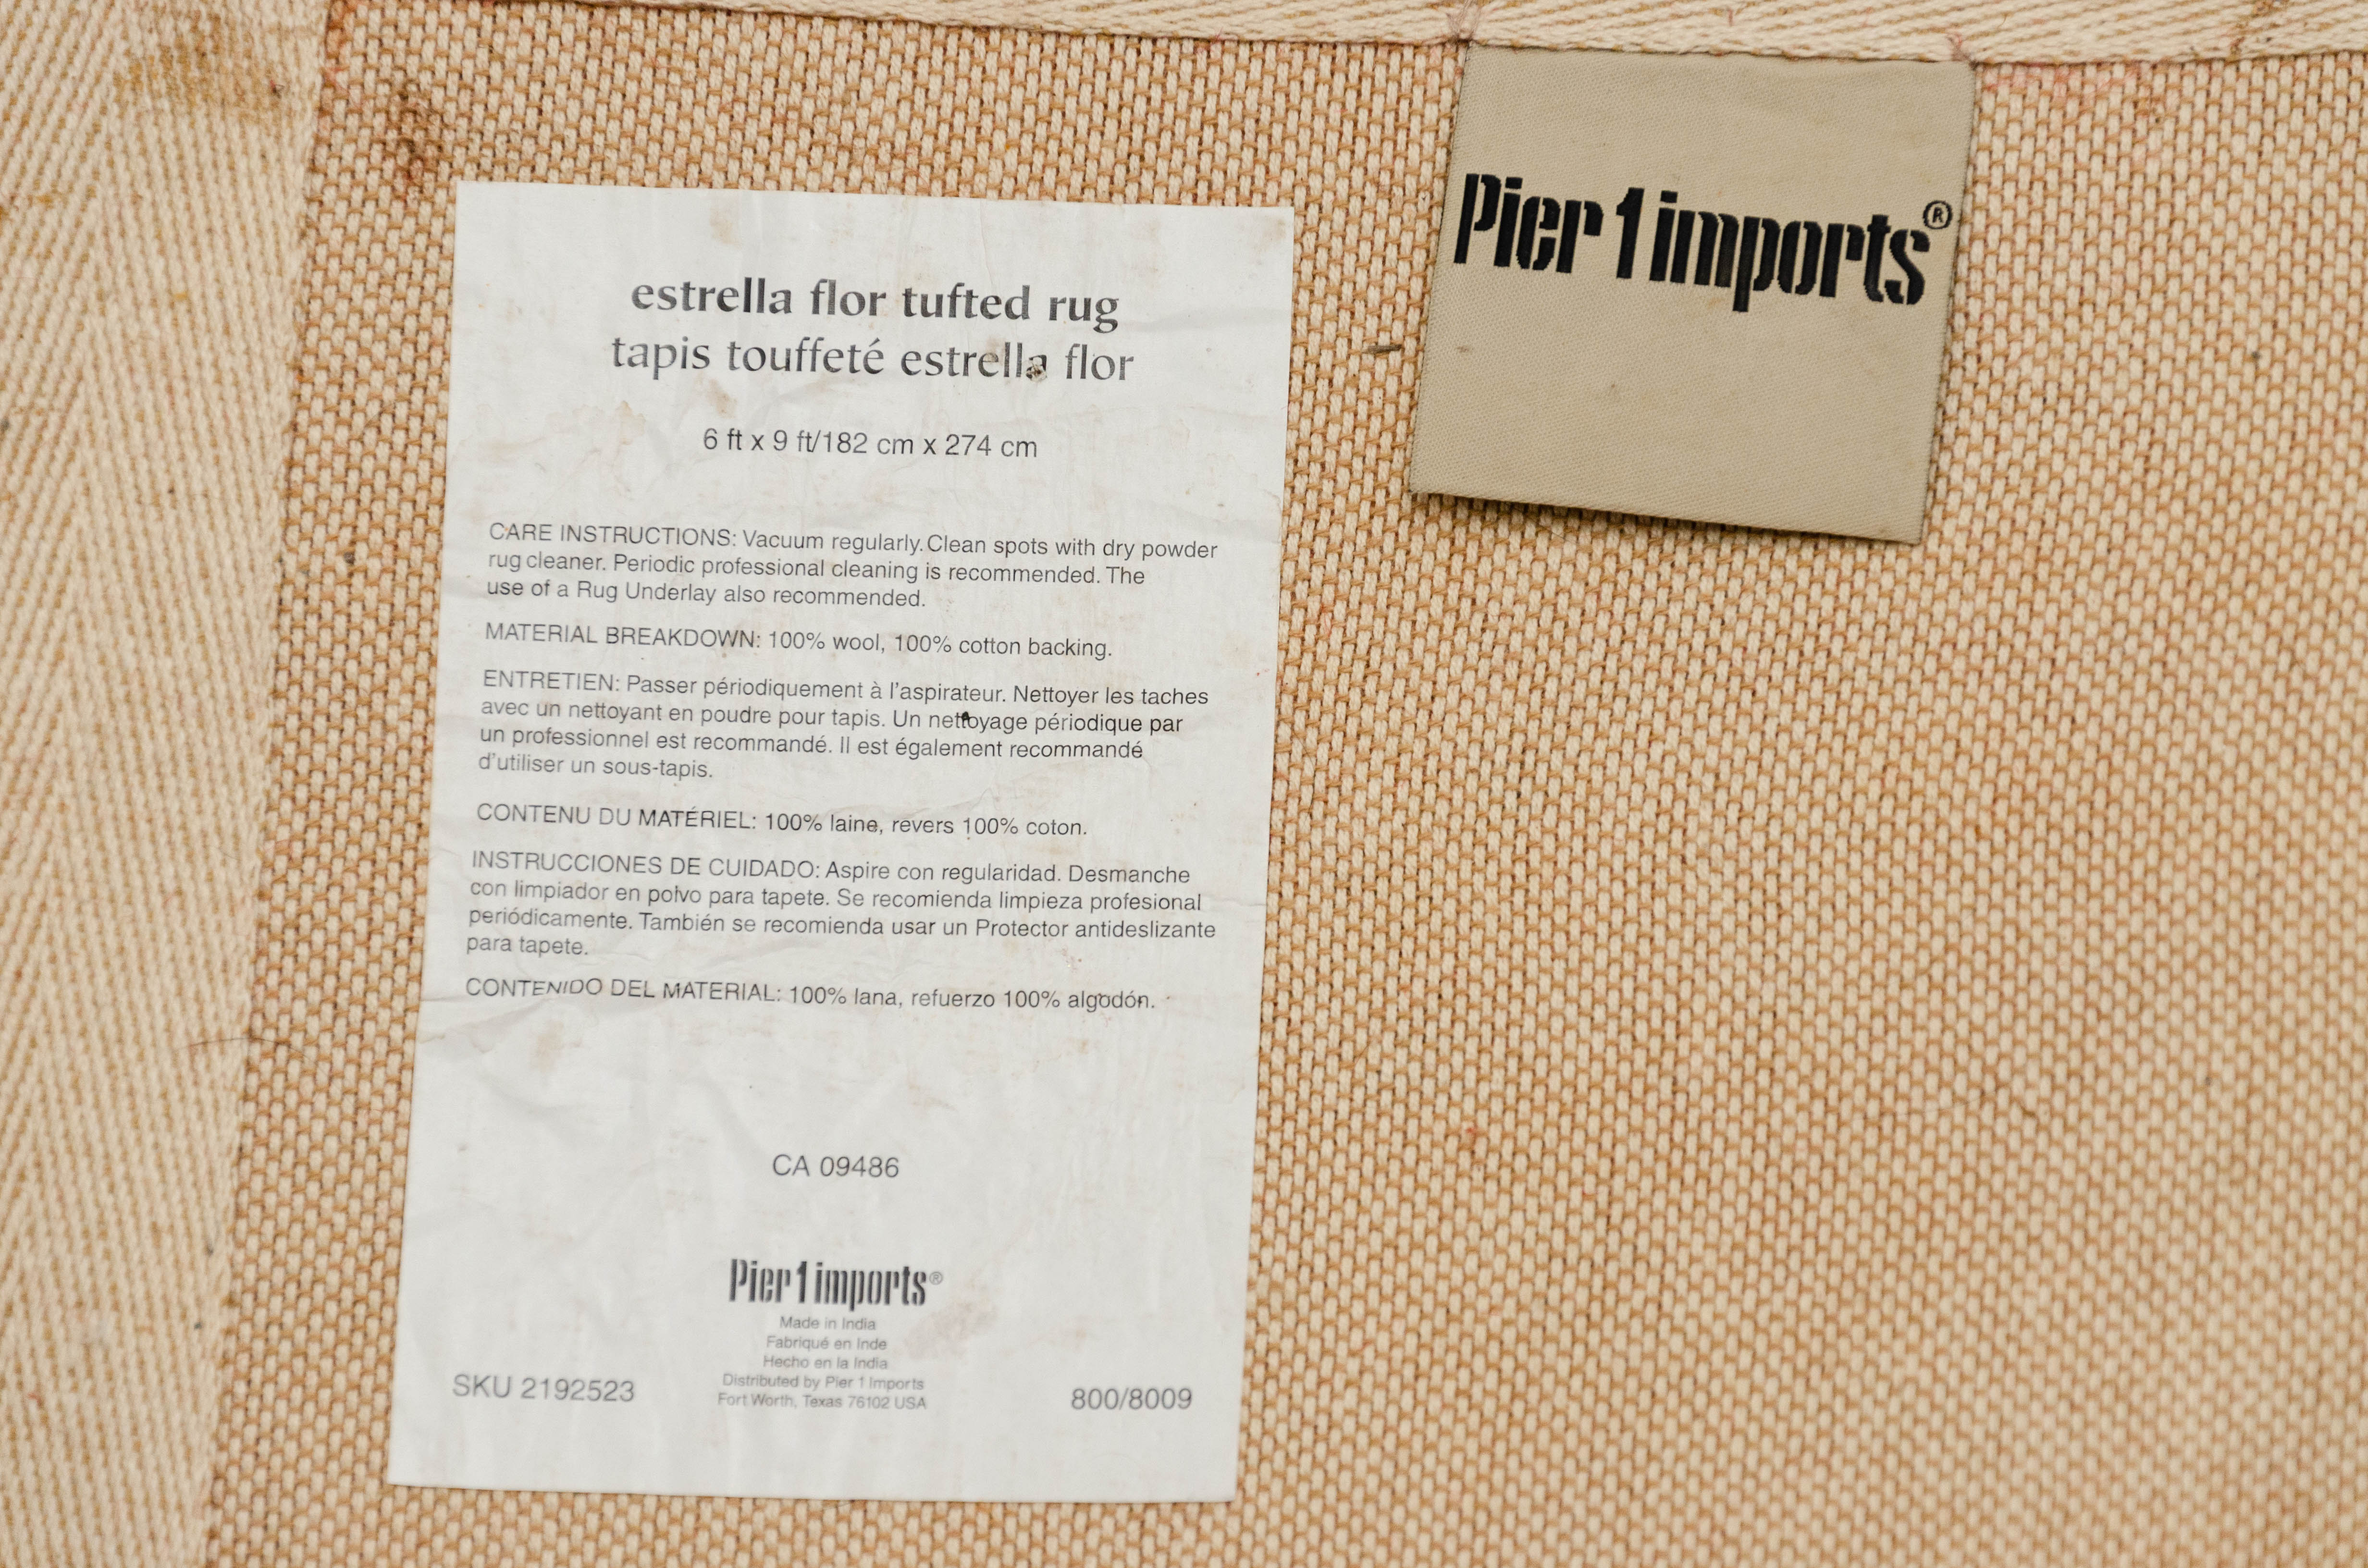 Pier 1 imports®
estrella flor tufted rug
tapis touffeté estrella flor
6 ft x 9 ft/182 cm x 274 cm
CARE INSTRUCTIONS: Vacuum regularly. Clean spots with dry powder
rug cleaner. Periodic professional cleaning is recommended. The
use of a Rug Underlay also recommended.
MATERIAL BREAKDOWN: 100% wool, 100% cotton backing.
ENTRETIEN: Passer périodiquement à l'aspirateur. Nettoyer les taches
avec un nettoyant en poudre pour tapis. Un nettoyage périodique par
un professionnel est recommandé. Il est également recommandé
d'utiliser un sous-tapis.
CONTENU DU MATÉRIEL: 100% laine, revers 100% coton.
INSTRUCCIONES DE CUIDADO: Aspire con regularidad. Desmanche
con limpiador en polvo para tapete. Se recomienda limpieza profesional
periódicamente. También se recomienda usar un Protector antideslizante
para tapete.
CONTENIDO DEL MATERIAL: 100% lana, refuerzo 100% algodón.
CA 09486
Pier 1 imports®
Made in India
Fabriqué en Inde
Hecho en la India
Distributed by Pier 1 Imports
Fort Worth, Texas 76102 USA
SKU 2192523
800/8009